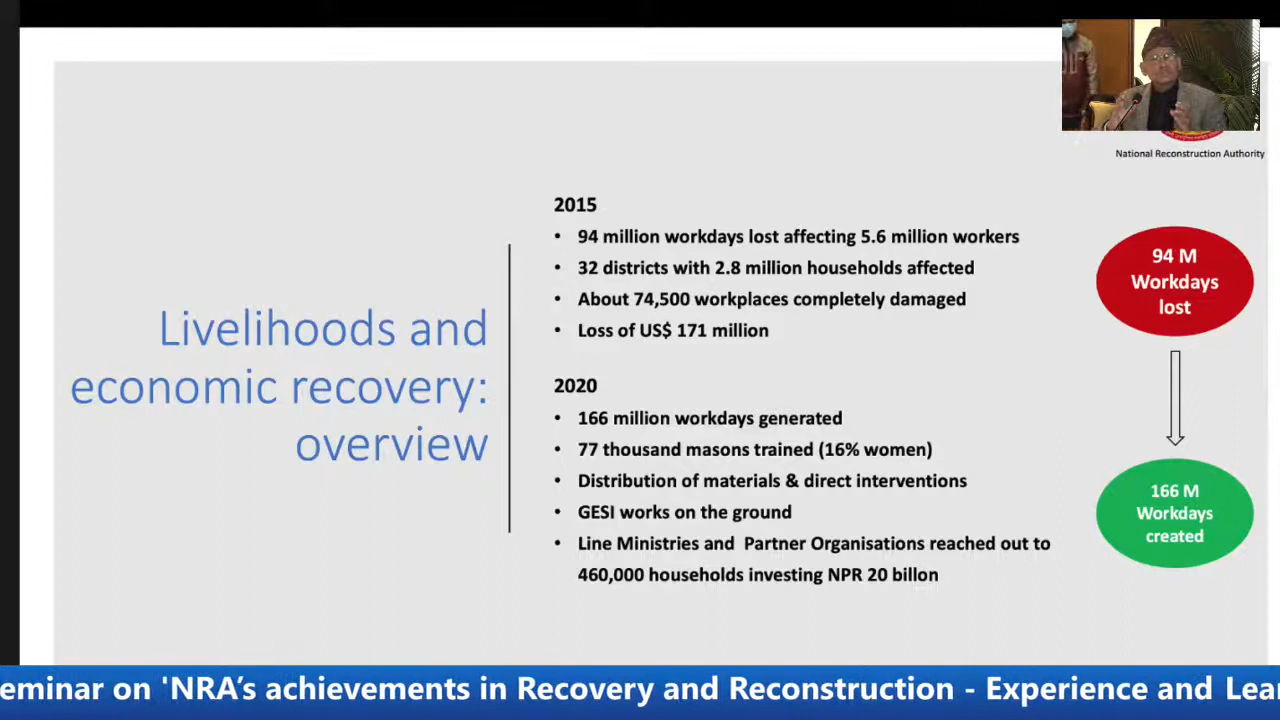 National Reconstruction Authority
Livelihoods and
economic recovery:
overview
2015
• 94 million workdays lost affecting 5.6 million workers
• 32 districts with 2.8 million households affected
• About 74,500 workplaces completely damaged
• Loss of US$ 171 million
2020
• 166 million workdays generated
• 77 thousand masons trained (16% women)
• Distribution of materials & direct interventions
• GESI works on the ground
• Line Ministries and Partner Organisations reached out to
460,000 households investing NPR 20 billon
94 M
Workdays
lost
166 M
Workdays
created
eminar on 'NRA’s achievements in Recovery and Reconstruction - Experience and Lear